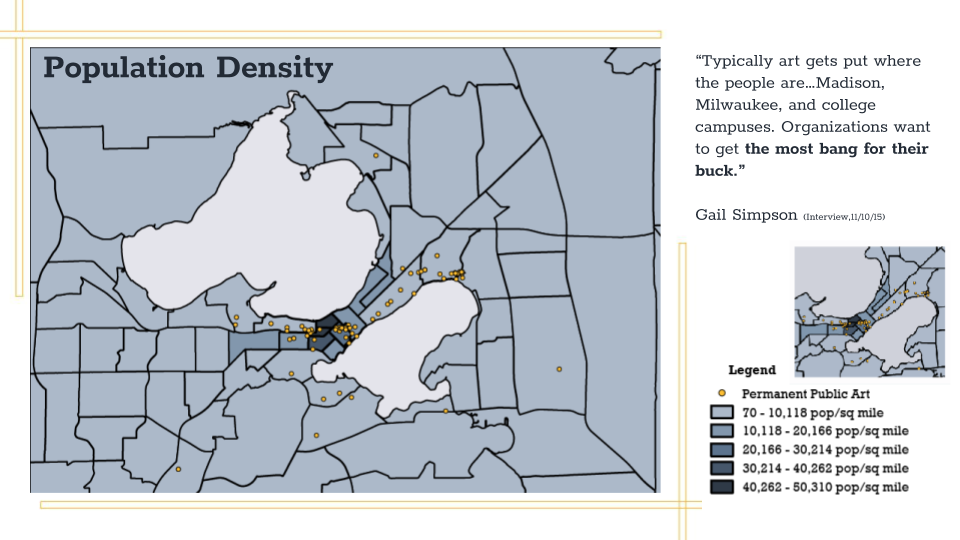 Population Density
“Typically art gets put where
the people are...Madison,
Milwaukee, and college
campuses. Organizations want
to get the most bang for their
buck.”
Gail Simpson (Interview,11/10/15)
Legend
Permanent Public Art
70 - 10,118 pop/sq mile
10,118 - 20,166 pop/sq mile
20,166 - 30,214 pop/sq mile
30,214 - 40,262 pop/sq mile
40,262 - 50,310 pop/sq mile